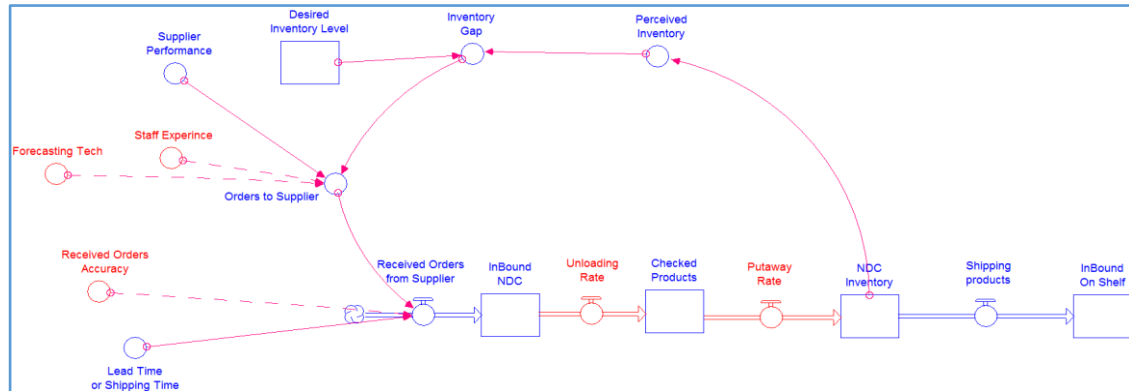 Desired
Inventory Level
Inventory
Gap
Perceived
Inventory
Supplier
Performance
Staff Experince
Forecasting Tech
Orders to Supplier
Received Orders
Accuracy
Received Orders
from Supplier
InBound
NDC
Unloading
Rate
Checked
Products
Putaway
Rate
NDC
Inventory
Shipping
products
InBound
On Shelf
Lead Time
or Shipping Time